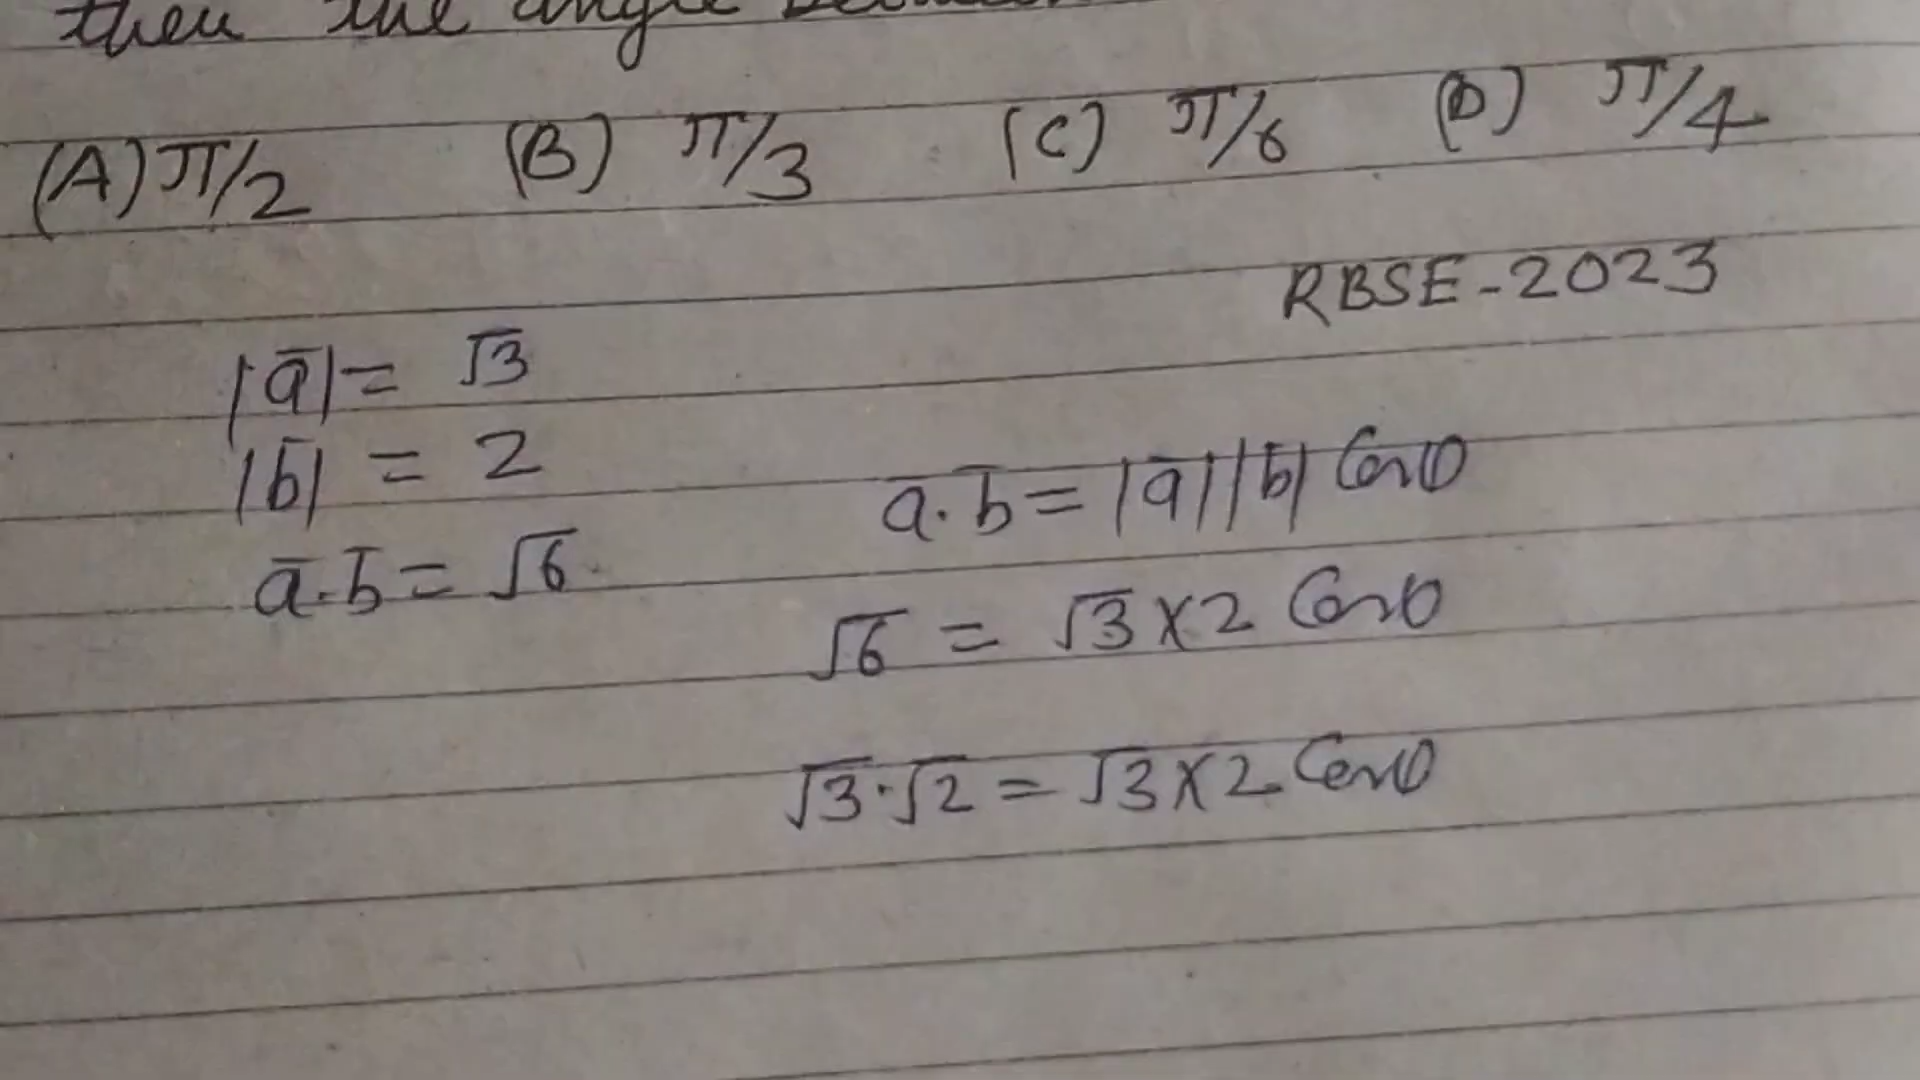 then the angle between
(A) π/2 (B) π/3 (C) π/6 (D) π/4
RBSE-2023
|a̅| = √3
|b̅| = 2
a̅.b̅ = √6
a̅.b̅ = |a̅||b̅| Cosθ
√6 = √3 × 2 Cosθ
√3·√2 = √3 × 2 Cosθ